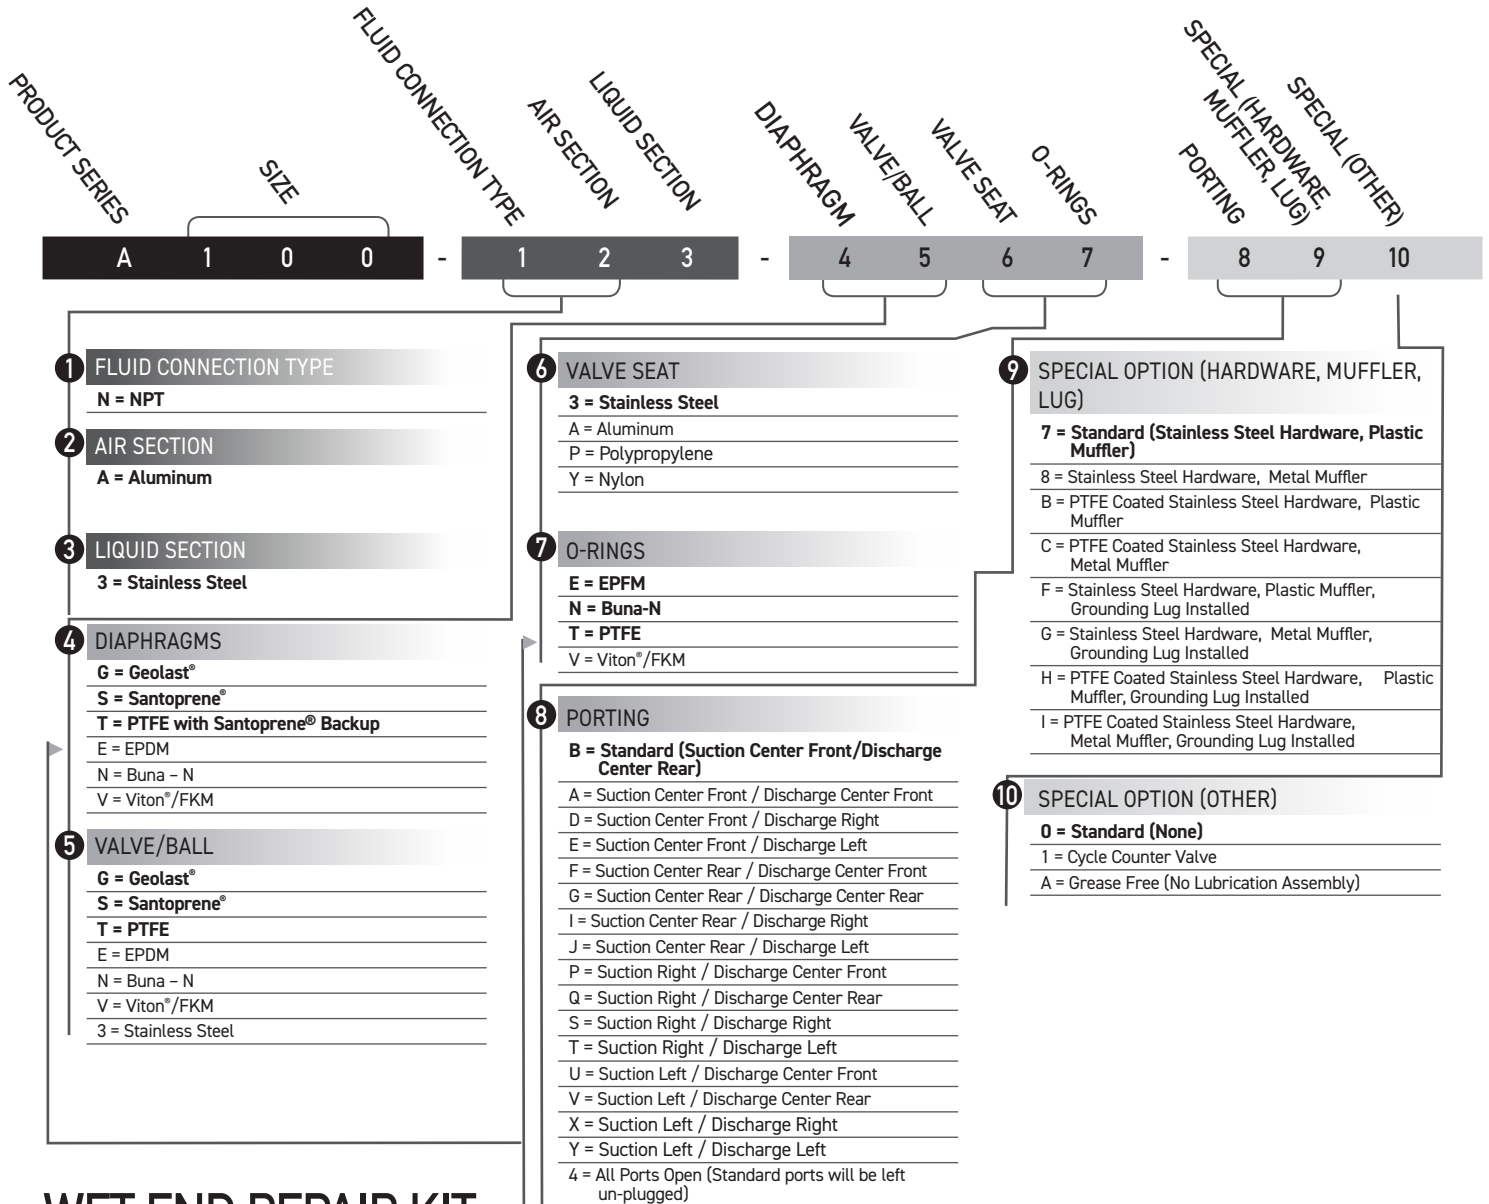 PRODUCT SERIES
SIZE
FLUID CONNECTION TYPE
AIR SECTION
LIQUID SECTION
DIAPHRAGM
VALVE/BALL
VALVE SEAT
O-RINGS
PORTING
SPECIAL (HARDWARE,
MUFFLER, LUG)
SPECIAL (OTHER)
A 1 0 0 - 1 2 3 - 4 5 6 7 - 8 9 10
1 FLUID CONNECTION TYPE
N = NPT
2 AIR SECTION
A = Aluminum
3 LIQUID SECTION
3 = Stainless Steel
4 DIAPHRAGMS
G = Geolast®
S = Santoprene®
T = PTFE with Santoprene® Backup
E = EPDM
N = Buna – N
V = Viton®/FKM
5 VALVE/BALL
G = Geolast®
S = Santoprene®
T = PTFE
E = EPDM
N = Buna – N
V = Viton®/FKM
3 = Stainless Steel
6 VALVE SEAT
3 = Stainless Steel
A = Aluminum
P = Polypropylene
Y = Nylon
7 O-RINGS
E = EPFM
N = Buna-N
T = PTFE
V = Viton®/FKM
8 PORTING
B = Standard (Suction Center Front/Discharge
Center Rear)
A = Suction Center Front / Discharge Center Front
D = Suction Center Front / Discharge Right
E = Suction Center Front / Discharge Left
F = Suction Center Rear / Discharge Center Front
G = Suction Center Rear / Discharge Center Rear
I = Suction Center Rear / Discharge Right
J = Suction Center Rear / Discharge Left
P = Suction Right / Discharge Center Front
Q = Suction Right / Discharge Center Rear
S = Suction Right / Discharge Right
T = Suction Right / Discharge Left
U = Suction Left / Discharge Center Front
V = Suction Left / Discharge Center Rear
X = Suction Left / Discharge Right
Y = Suction Left / Discharge Left
4 = All Ports Open (Standard ports will be left
un-plugged)
9 SPECIAL OPTION (HARDWARE, MUFFLER,
LUG)
7 = Standard (Stainless Steel Hardware, Plastic
Muffler)
8 = Stainless Steel Hardware, Metal Muffler
B = PTFE Coated Stainless Steel Hardware, Plastic
Muffler
C = PTFE Coated Stainless Steel Hardware,
Metal Muffler
F = Stainless Steel Hardware, Plastic Muffler,
Grounding Lug Installed
G = Stainless Steel Hardware, Metal Muffler,
Grounding Lug Installed
H = PTFE Coated Stainless Steel Hardware, Plastic
Muffler, Grounding Lug Installed
I = PTFE Coated Stainless Steel Hardware,
Metal Muffler, Grounding Lug Installed
10 SPECIAL OPTION (OTHER)
0 = Standard (None)
1 = Cycle Counter Valve
A = Grease Free (No Lubrication Assembly)
WET END REPAIR KIT